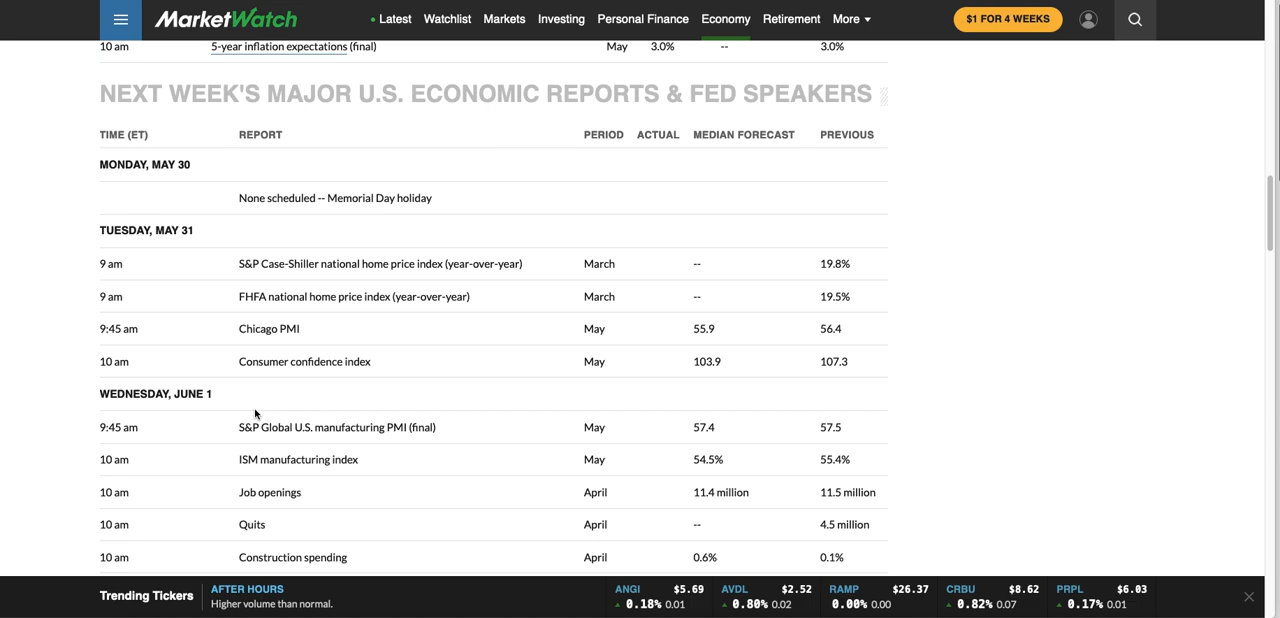 MarketWatch Latest Watchlist Markets Investing Personal Finance Economy Retirement More $1 FOR 4 WEEKS
10 am 5-year inflation expectations (final) May 3.0% -- 3.0%
NEXT WEEK'S MAJOR U.S. ECONOMIC REPORTS & FED SPEAKERS
TIME (ET) REPORT PERIOD ACTUAL MEDIAN FORECAST PREVIOUS
MONDAY, MAY 30
None scheduled -- Memorial Day holiday
TUESDAY, MAY 31
9 am S&P Case-Shiller national home price index (year-over-year) March -- 19.8%
9 am FHFA national home price index (year-over-year) March -- 19.5%
9:45 am Chicago PMI May 55.9 56.4
10 am Consumer confidence index May 103.9 107.3
WEDNESDAY, JUNE 1
9:45 am S&P Global U.S. manufacturing PMI (final) May 57.4 57.5
10 am ISM manufacturing index May 54.5% 55.4%
10 am Job openings April 11.4 million 11.5 million
10 am Quits April -- 4.5 million
10 am Construction spending April 0.6% 0.1%
Trending Tickers AFTER HOURS ANGI $5.69 AVDL $2.52 RAMP $26.37 CRBU $8.62 PRPL $6.03
Higher volume than normal. 0.18% 0.01 0.80% 0.02 0.00% 0.00 0.82% 0.07 0.17% 0.01